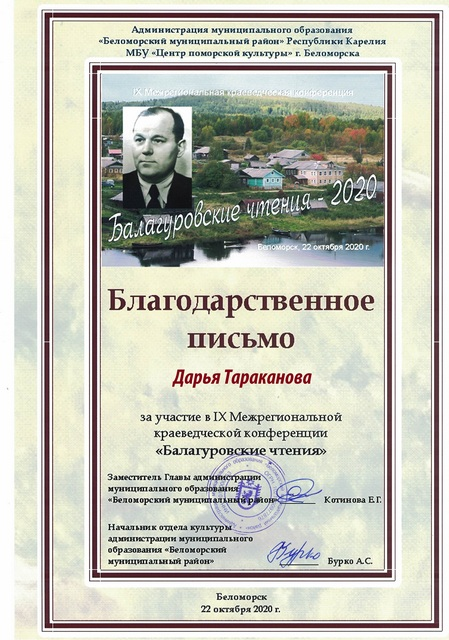 Администрация муниципального образования
«Беломорский муниципальный район» Республики Карелия
МБУ «Центр поморской культуры» г. Беломорска
IX Межрегиональная краеведческая конференция
Балагуровские чтения - 2020
Беломорск, 22 октября 2020 г.
Благодарственное
письмо
Дарья Тараканова
за участие в IX Межрегиональной
краеведческой конференции
«Балагуровские чтения»
Заместитель Главы администрации
муниципального образования
«Беломорский муниципальный район» Котинова Е.Г.
Начальник отдела культуры
администрации муниципального
образования «Беломорский
муниципальный район» Бурко А.С.
Беломорск
22 октября 2020 г.